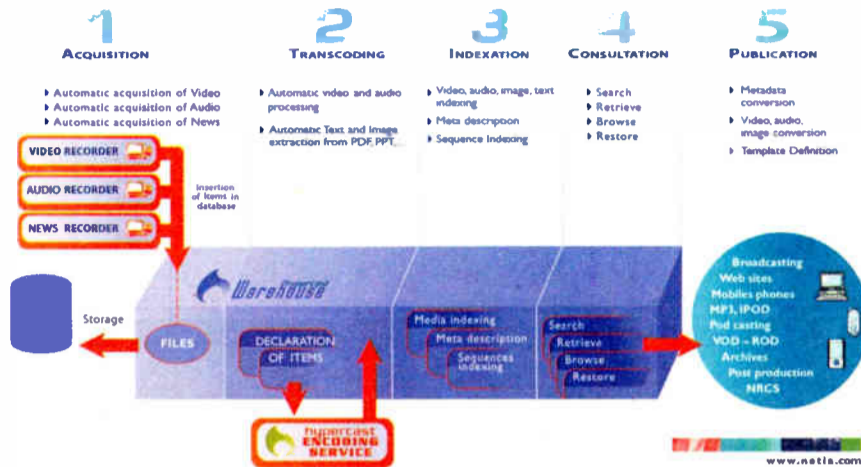 1
ACQUISITION
Automatic acquisition of Video
Automatic acquisition of Audio
Automatic acquisition of News
2
TRANSCODING
Automatic video and audio
processing
Automatic Text and Image
extraction from PDF, PPT,
3
INDEXATION
Video, audio, image, text
indexing
Meta description
Sequence Indexing
4
CONSULTATION
Search
Retrieve
Browse
Restore
5
PUBLICATION
Metadata
conversion
Video, audio,
image conversion
Template Definition
VIDEO RECORDER
AUDIO RECORDER
NEWS RECORDER
Insertion
of Items in
database
Storage
FILES
Warehouse
DECLARATION
OF ITEMS
hypercast
ENCODING
SERVICE
Media indexing
Meta description
Sequences
indexing
Search
Retrieve
Browse
Restore
Broadcasting
Web sites
Mobiles phones
MP3, IPOD
Pod casting
VOD - ROD
Archives
Post production
NRCS
www.netia.com